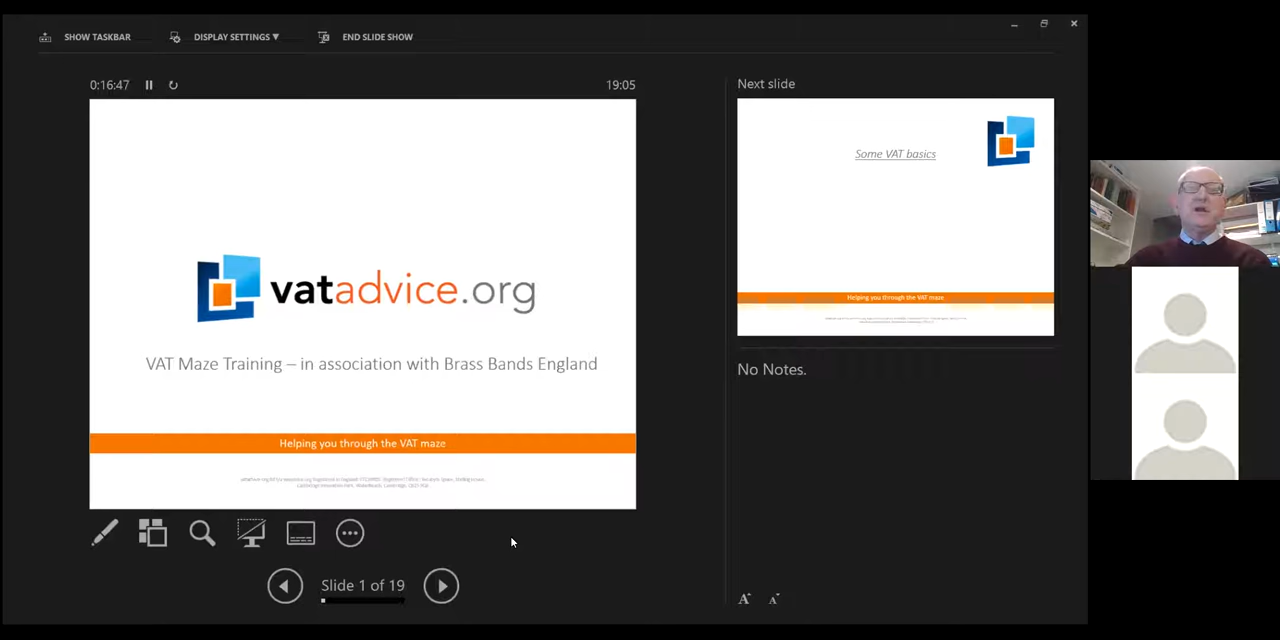 SHOW TASKBAR
DISPLAY SETTINGS ▼
END SLIDE SHOW
0:16:47
19:05
vatadvice.org
VAT Maze Training – in association with Brass Bands England
Helping you through the VAT maze
Slide 1 of 19
Next slide
Some VAT basics
Helping you through the VAT maze
No Notes.
A
A